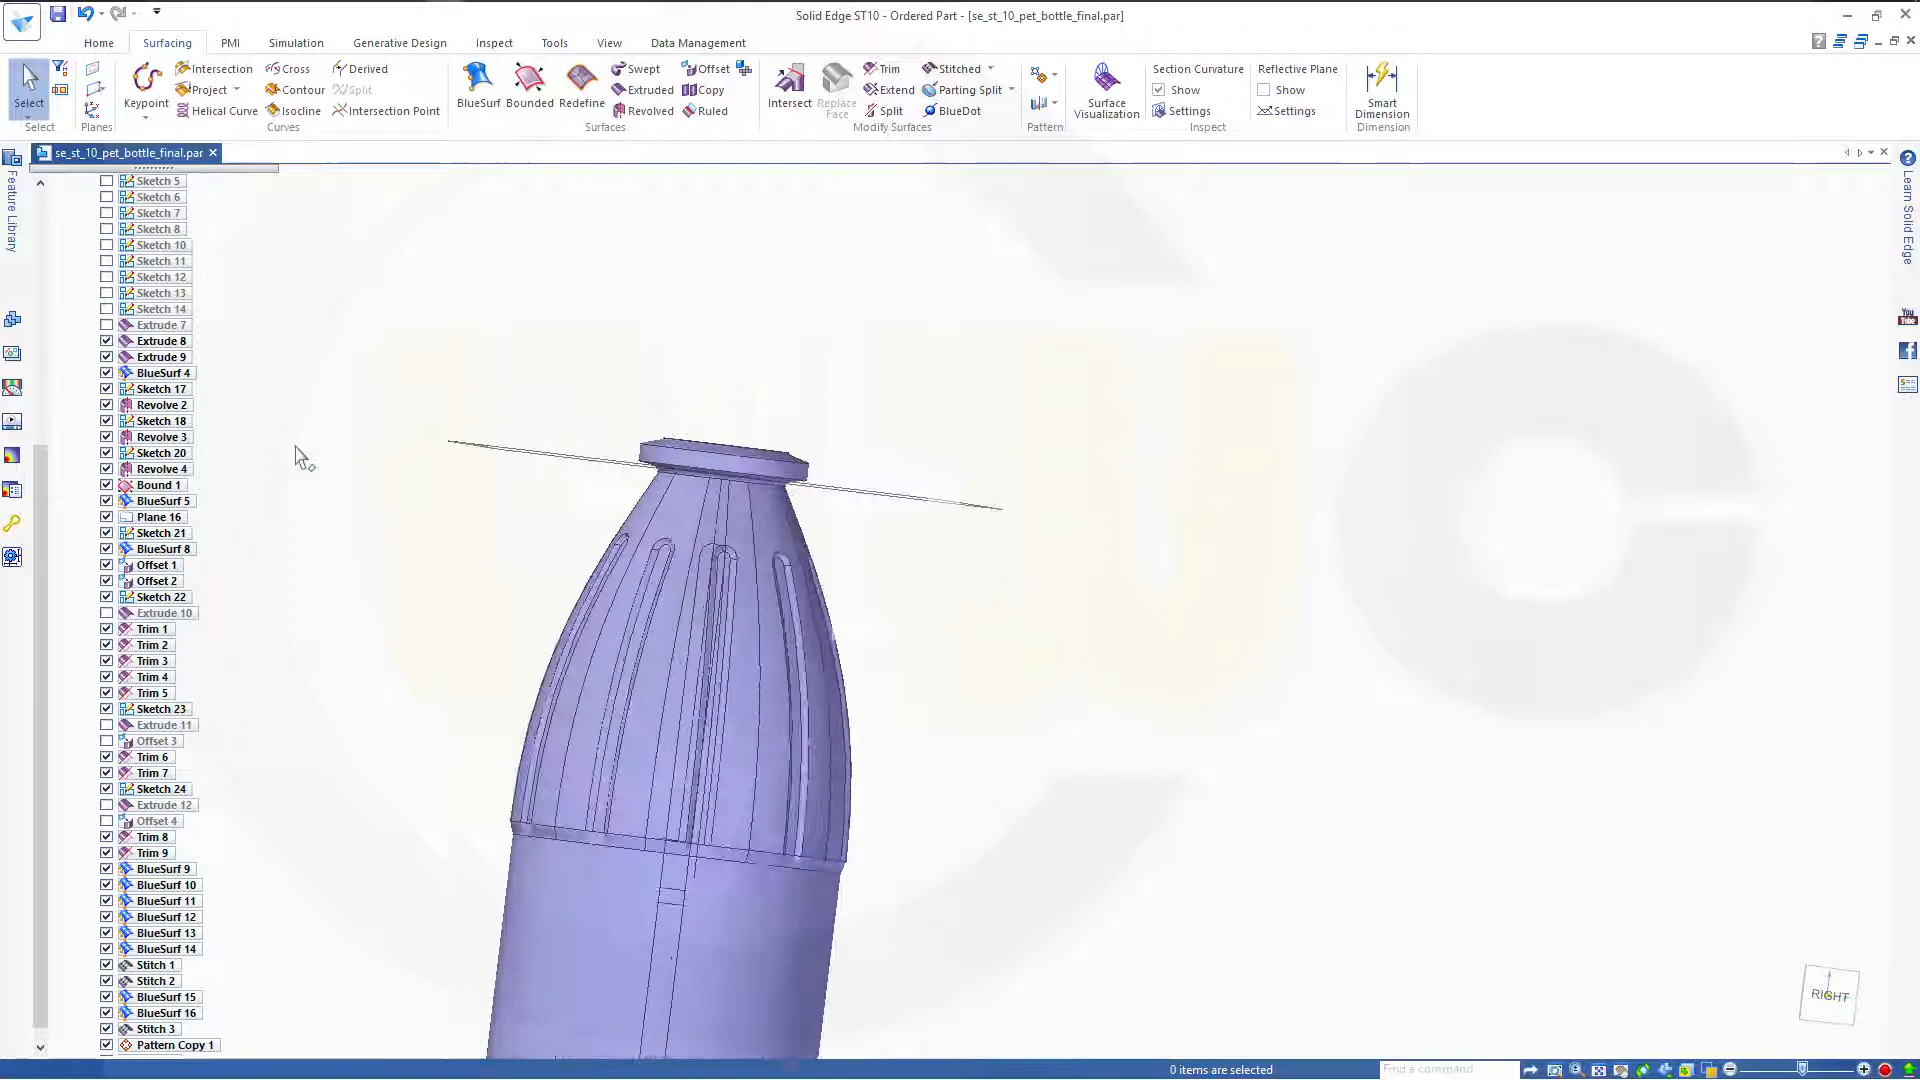 Solid Edge ST10 - Ordered Part - [se_st_10_pet_bottle_final.par]
Home Surfacing PMI Simulation Generative Design Inspect Tools View Data Management
Select
Select
Planes
Keypoint
Intersection
Project
Helical Curve
Cross
Contour
Isocline
Derived
Split
Intersection Point
Curves
BlueSurf
Bounded
Redefine
Swept
Extruded
Revolved
Offset
Copy
Ruled
Surfaces
Intersect
Replace
Face
Trim
Extend
Split
Stitched
Parting Split
BlueDot
Modify Surfaces
Pattern
Surface
Visualization
Section Curvature
Show
Settings
Reflective Plane
Show
Settings
Inspect
Smart
Dimension
Dimension
se_st_10_pet_bottle_final.par
Feature Library
Learn Solid Edge
You
Tube
Sketch 5
Sketch 6
Sketch 7
Sketch 8
Sketch 10
Sketch 11
Sketch 12
Sketch 13
Sketch 14
Extrude 7
Extrude 8
Extrude 9
BlueSurf 4
Sketch 17
Revolve 2
Sketch 18
Revolve 3
Sketch 20
Revolve 4
Bound 1
BlueSurf 5
Plane 16
Sketch 21
BlueSurf 8
Offset 1
Offset 2
Sketch 22
Extrude 10
Trim 1
Trim 2
Trim 3
Trim 4
Trim 5
Sketch 23
Extrude 11
Offset 3
Trim 6
Trim 7
Sketch 24
Extrude 12
Offset 4
Trim 8
Trim 9
BlueSurf 9
BlueSurf 10
BlueSurf 11
BlueSurf 12
BlueSurf 13
BlueSurf 14
Stitch 1
Stitch 2
BlueSurf 15
BlueSurf 16
Stitch 3
Pattern Copy 1
RIGHT
0 items are selected
Find a command